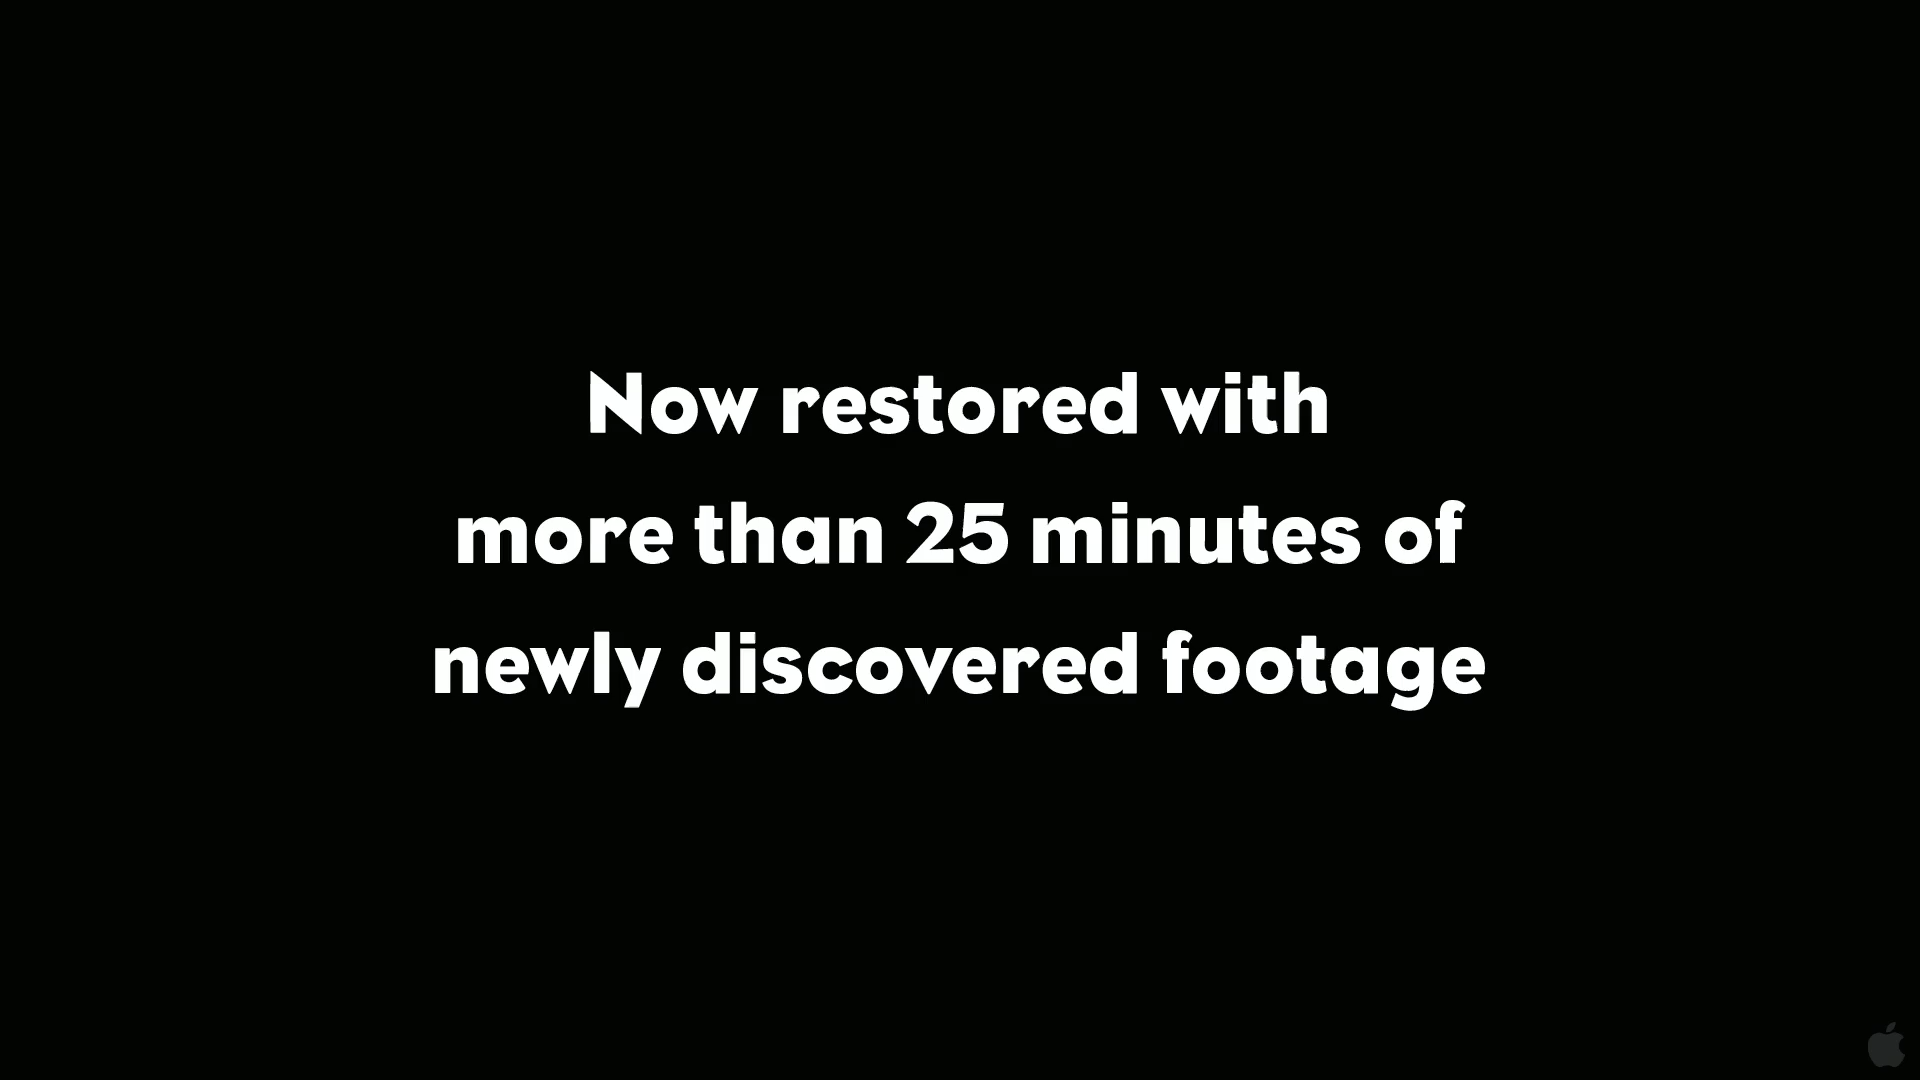 Now restored with
more than 25 minutes of
newly discovered footage